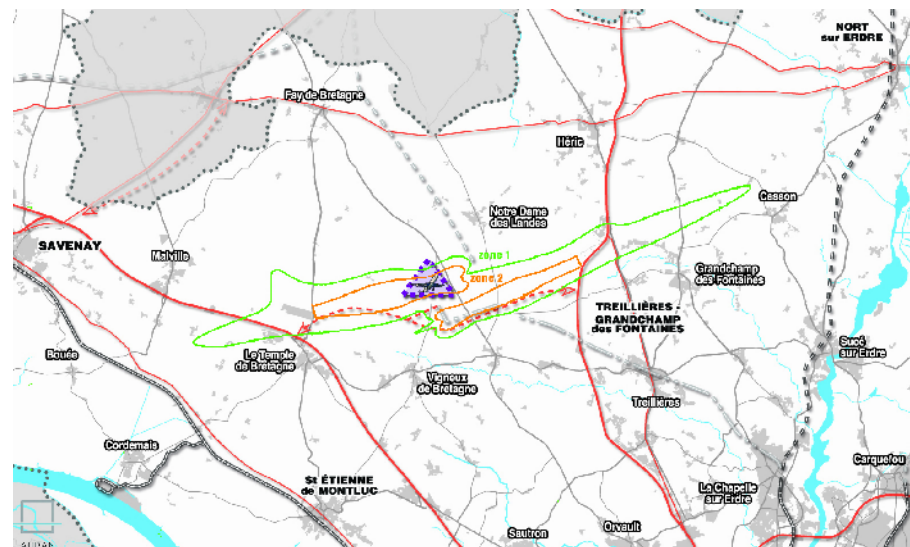 NORT
sur ERDRE
Fay de Bretagne
Héric
Casson
Notre Dame
des Landes
SAVENAY
Malville
zone 1
zone 2
Grandchamp
des Fontaines
TREILLIÈRES -
GRANDCHAMP
des FONTAINES
Sucé
sur Erdre
Bouée
Le Temple
de Bretagne
Vigneux
de Bretagne
Treillières
Cordemais
St ÉTIENNE
de MONTLUC
La Chapelle
sur Erdre
Carquefou
Sautron
Orvault